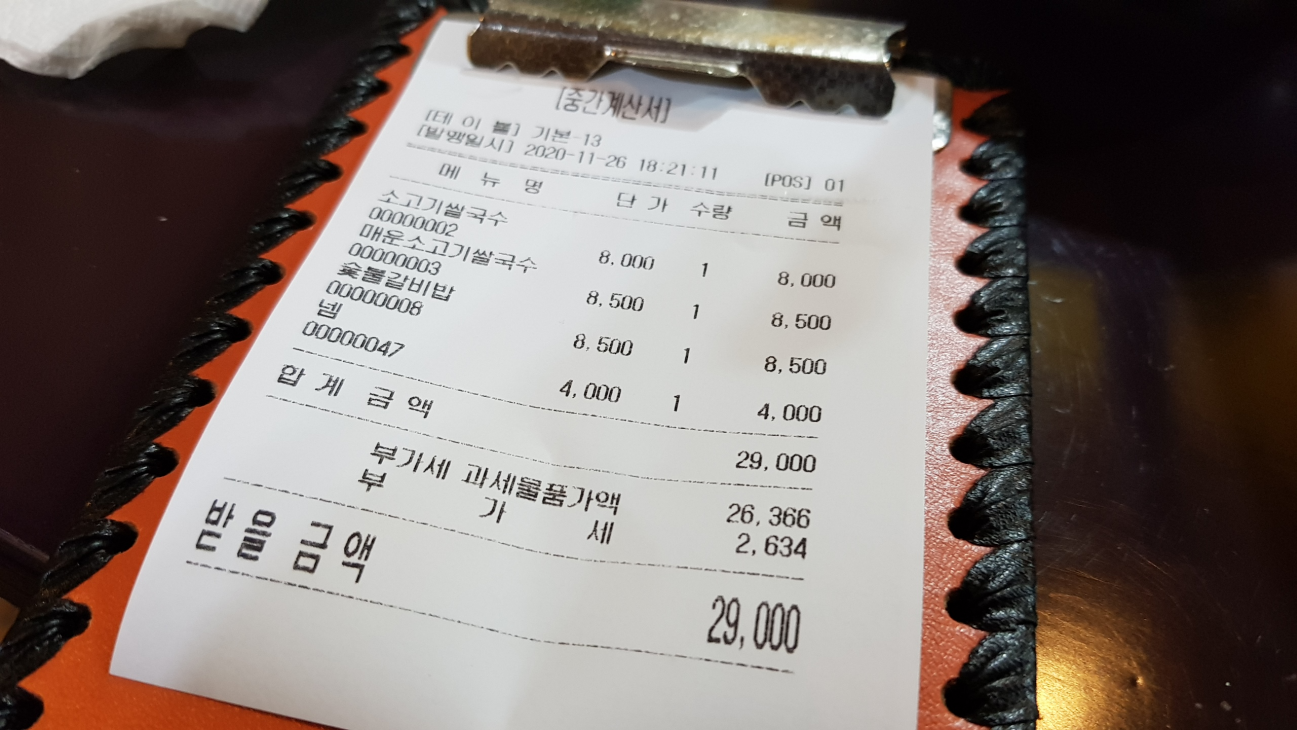 [중간계산서]
[테 이 블] 기본-13
[발행일시] 2020-11-26 18:21:11 [POS] 01
메 뉴 명 단 가 수량 금 액
소고기쌀국수
00000002 8,000 1 8,000
매운소고기쌀국수
00000003 8,500 1 8,500
숯불갈비밥
00000008 8,500 1 8,500
넴
00000047 4,000 1 4,000
합 계 금 액 29,000
부가세 과세물품가액 26,366
부 가 세 2,634
받을 금액 29,000